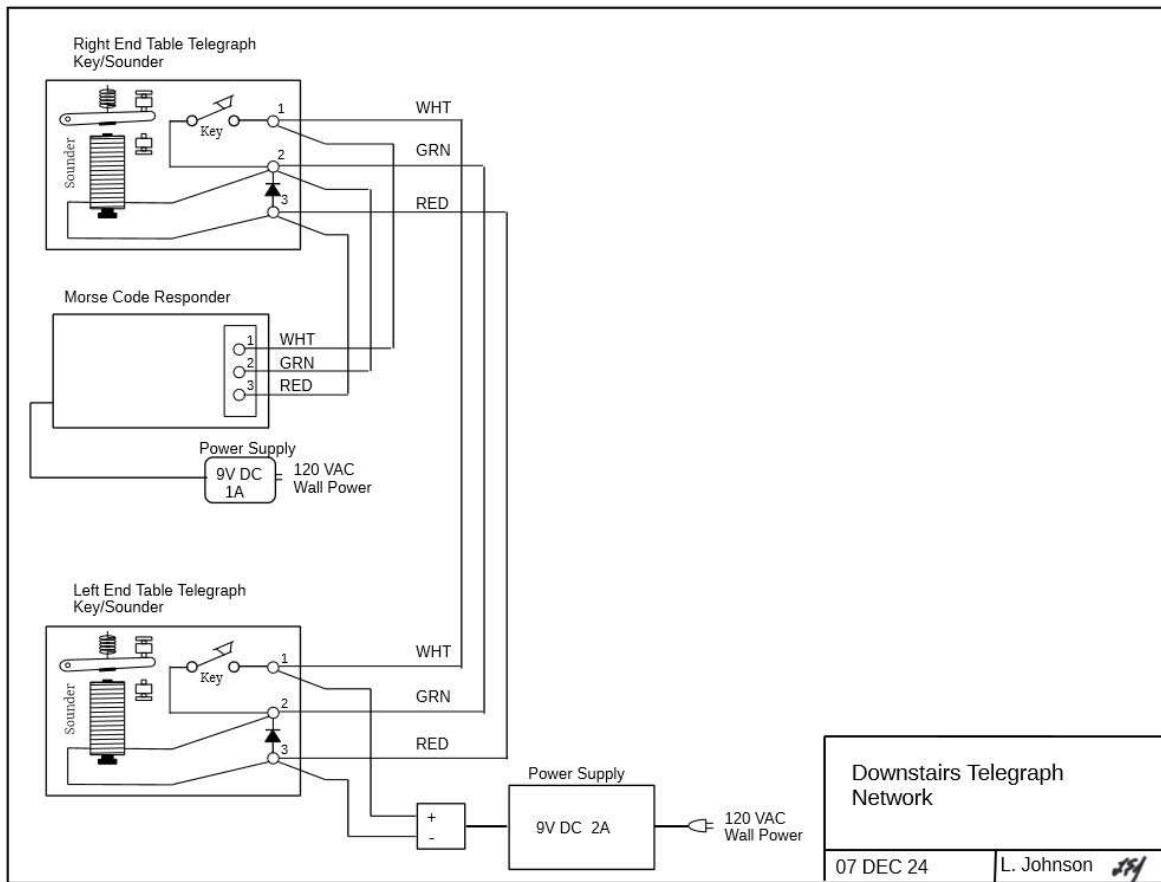 Right End Table Telegraph
Key/Sounder
Sounder
Key
1
2
3
WHT
GRN
RED
Morse Code Responder
1 WHT
2 GRN
3 RED
Power Supply
9V DC
1A
120 VAC
Wall Power
Left End Table Telegraph
Key/Sounder
Sounder
Key
1
2
3
WHT
GRN
RED
+
-
Power Supply
9V DC 2A
120 VAC
Wall Power
Downstairs Telegraph
Network
07 DEC 24
L. Johnson